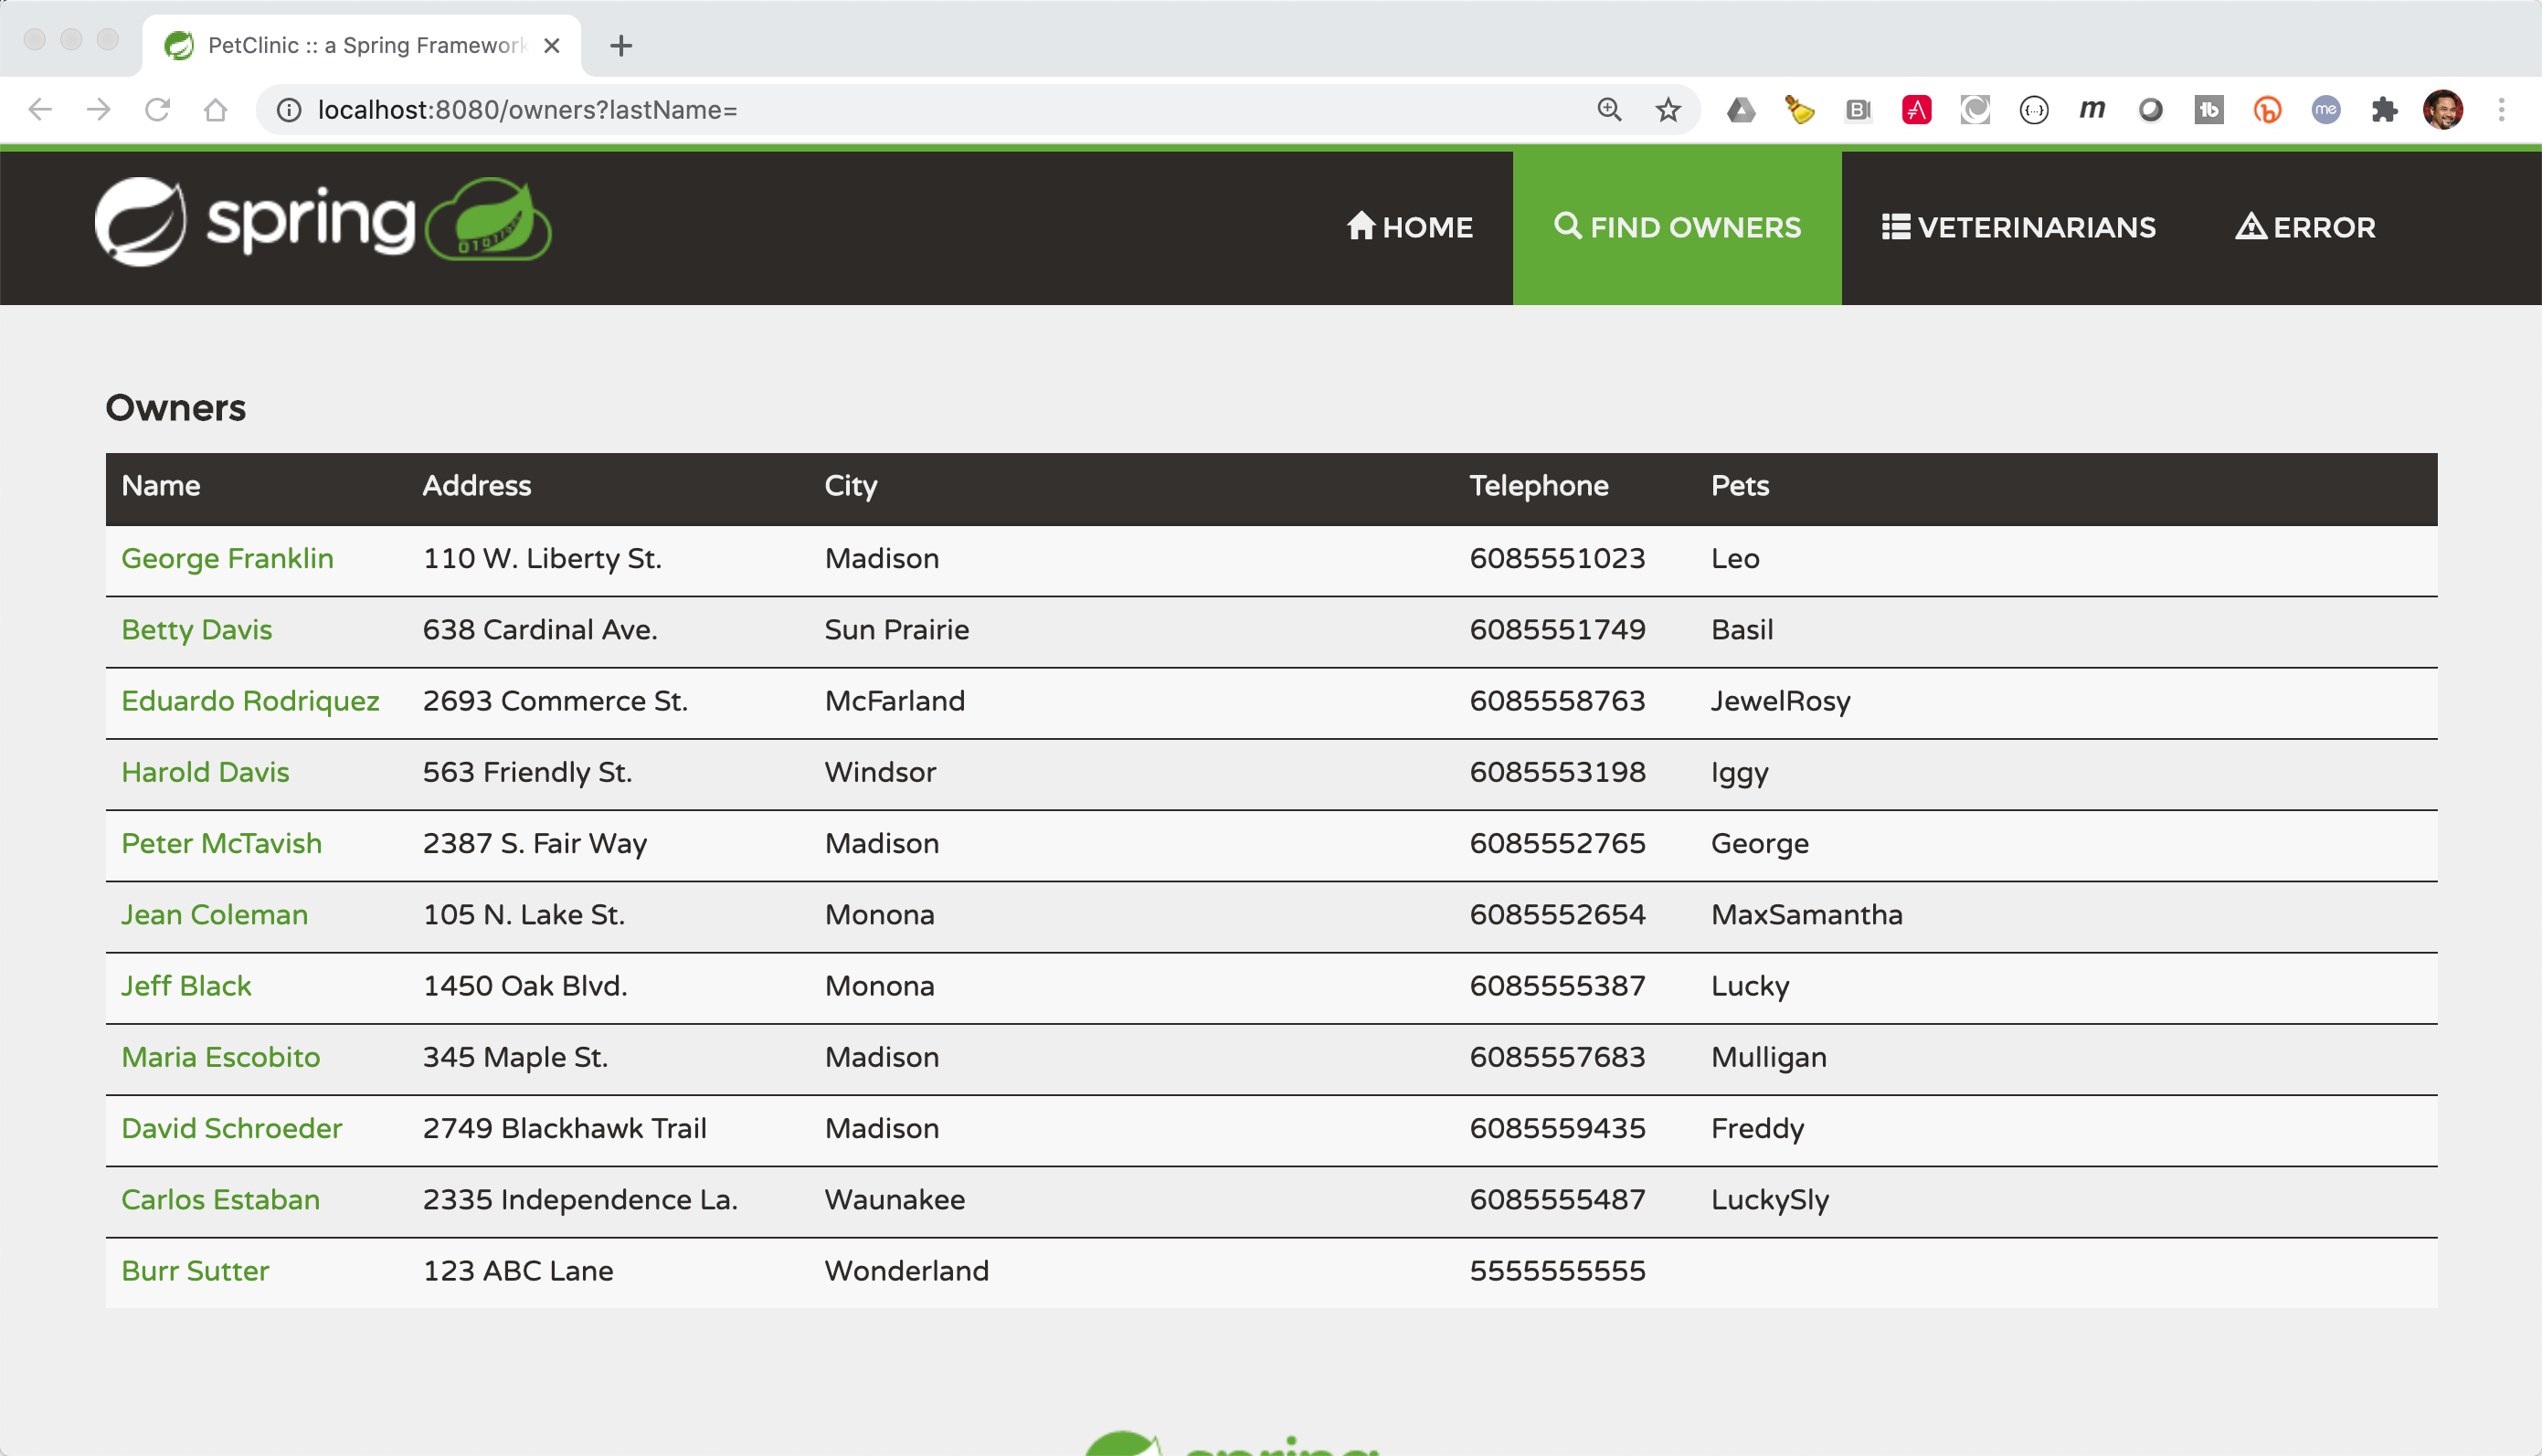 PetClinic :: a Spring Framework
localhost:8080/owners?lastName=
spring
HOME FIND OWNERS VETERINARIANS ERROR
Owners
Name Address City Telephone Pets
George Franklin 110 W. Liberty St. Madison 6085551023 Leo
Betty Davis 638 Cardinal Ave. Sun Prairie 6085551749 Basil
Eduardo Rodriquez 2693 Commerce St. McFarland 6085558763 JewelRosy
Harold Davis 563 Friendly St. Windsor 6085553198 Iggy
Peter McTavish 2387 S. Fair Way Madison 6085552765 George
Jean Coleman 105 N. Lake St. Monona 6085552654 MaxSamantha
Jeff Black 1450 Oak Blvd. Monona 6085555387 Lucky
Maria Escobito 345 Maple St. Madison 6085557683 Mulligan
David Schroeder 2749 Blackhawk Trail Madison 6085559435 Freddy
Carlos Estaban 2335 Independence La. Waunakee 6085555487 LuckySly
Burr Sutter 123 ABC Lane Wonderland 5555555555